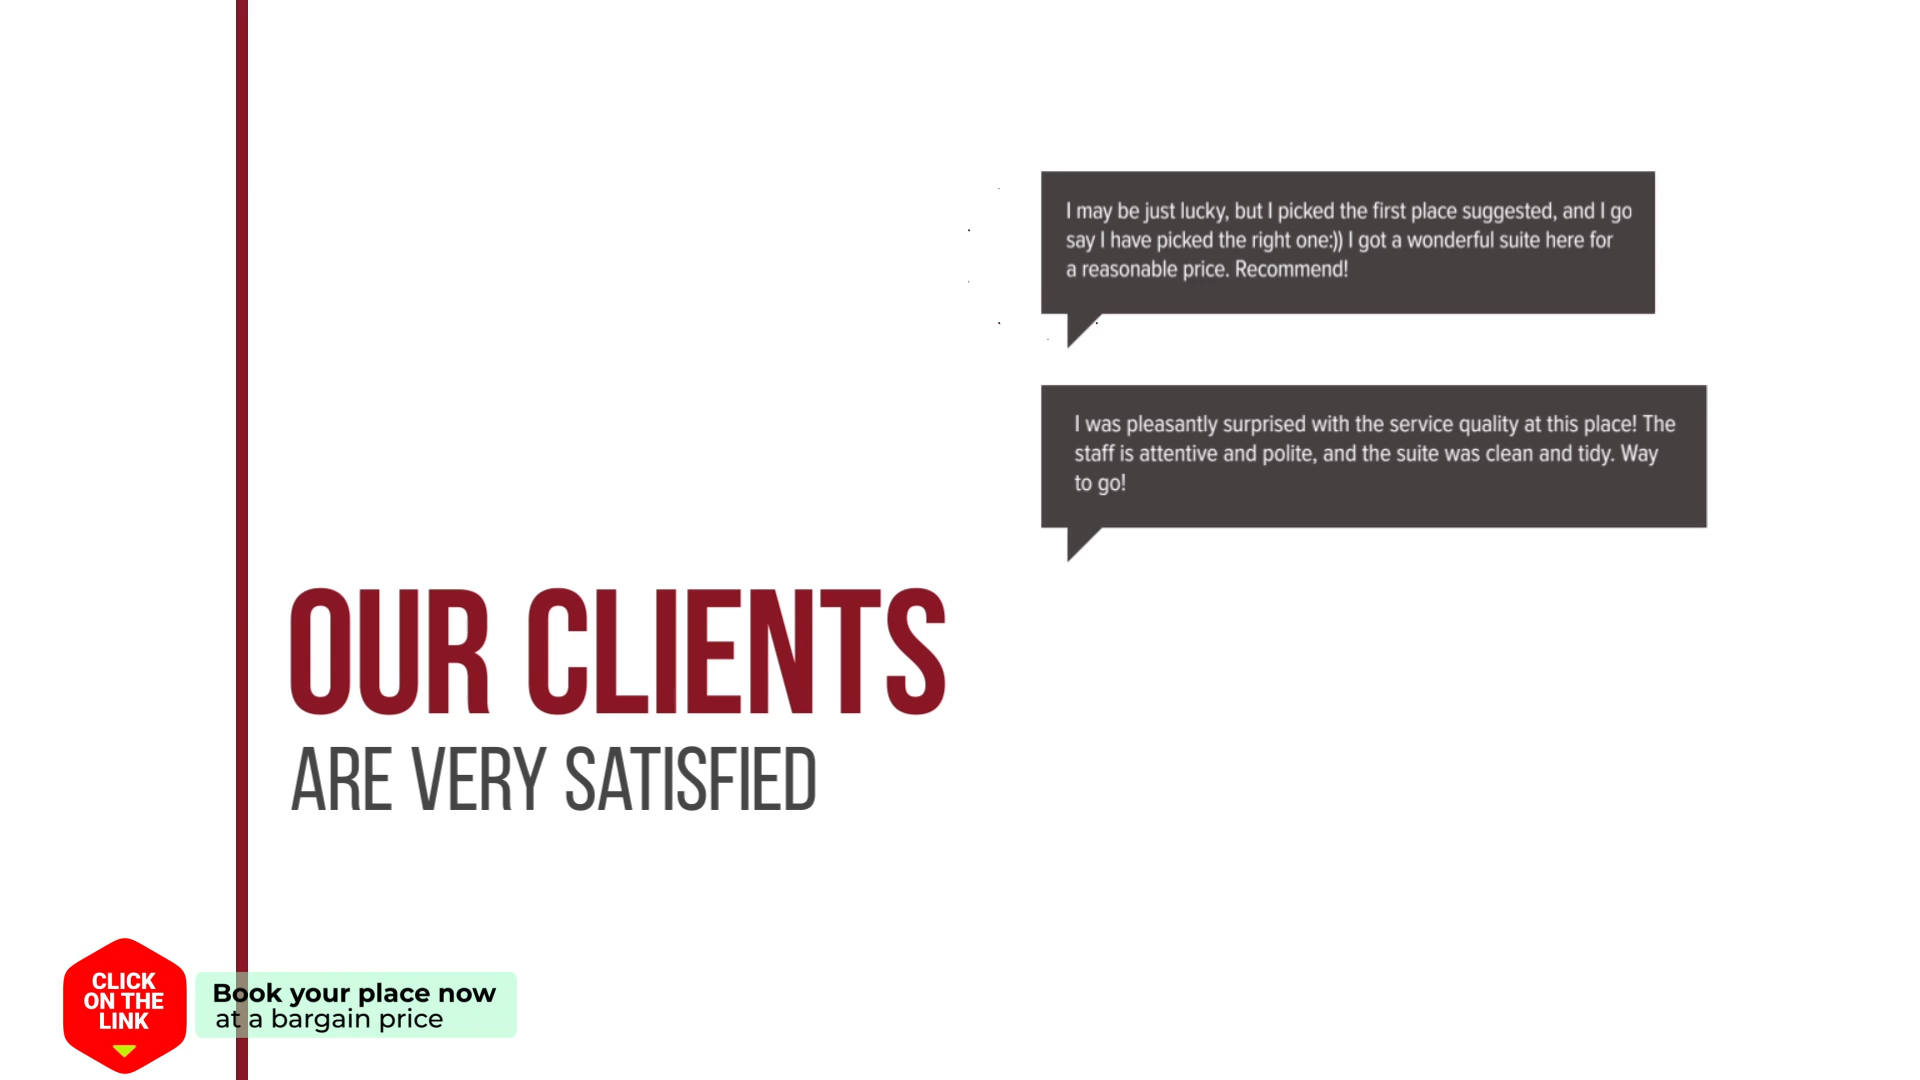 I may be just lucky, but I picked the first place suggested, and I go
say I have picked the right one:)) I got a wonderful suite here for
a reasonable price. Recommend!
I was pleasantly surprised with the service quality at this place! The
staff is attentive and polite, and the suite was clean and tidy. Way
to go!
OUR CLIENTS
ARE VERY SATISFIED
CLICK
ON THE
LINK
Book your place now
at a bargain price